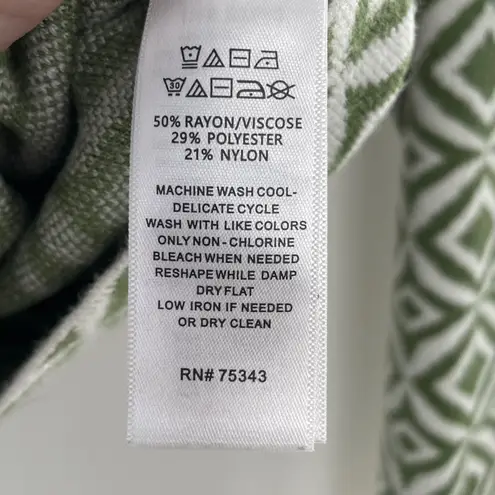 30
50% RAYON/VISCOSE
29% POLYESTER
21% NYLON
MACHINE WASH COOL-
DELICATE CYCLE
WASH WITH LIKE COLORS
ONLY NON - CHLORINE
BLEACH WHEN NEEDED
RESHAPE WHILE DAMP
DRY FLAT
LOW IRON IF NEEDED
OR DRY CLEAN
RN# 75343